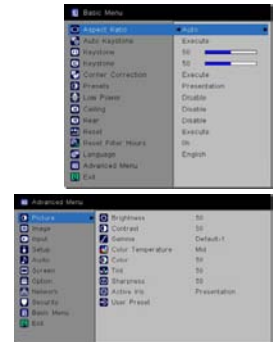 Basic Menu
Aspect Ratio Auto
Auto Keystone Execute
Keystone 50
Keystone 50
Corner Correction Execute
Presets Presentation
Low Power Disable
Ceiling Disable
Rear Disable
Reset Execute
Reset Filter Hours 0h
Language English
Advanced Menu
Exit
Advanced Menu
Picture Brightness 50
Image Contrast 50
Input Gamma Default-1
Setup Color Temperature Mid
Audio Color 50
Screen Tint 50
Option Sharpness 50
Network Active Iris Presentation
Security User Preset
Basic Menu
Exit